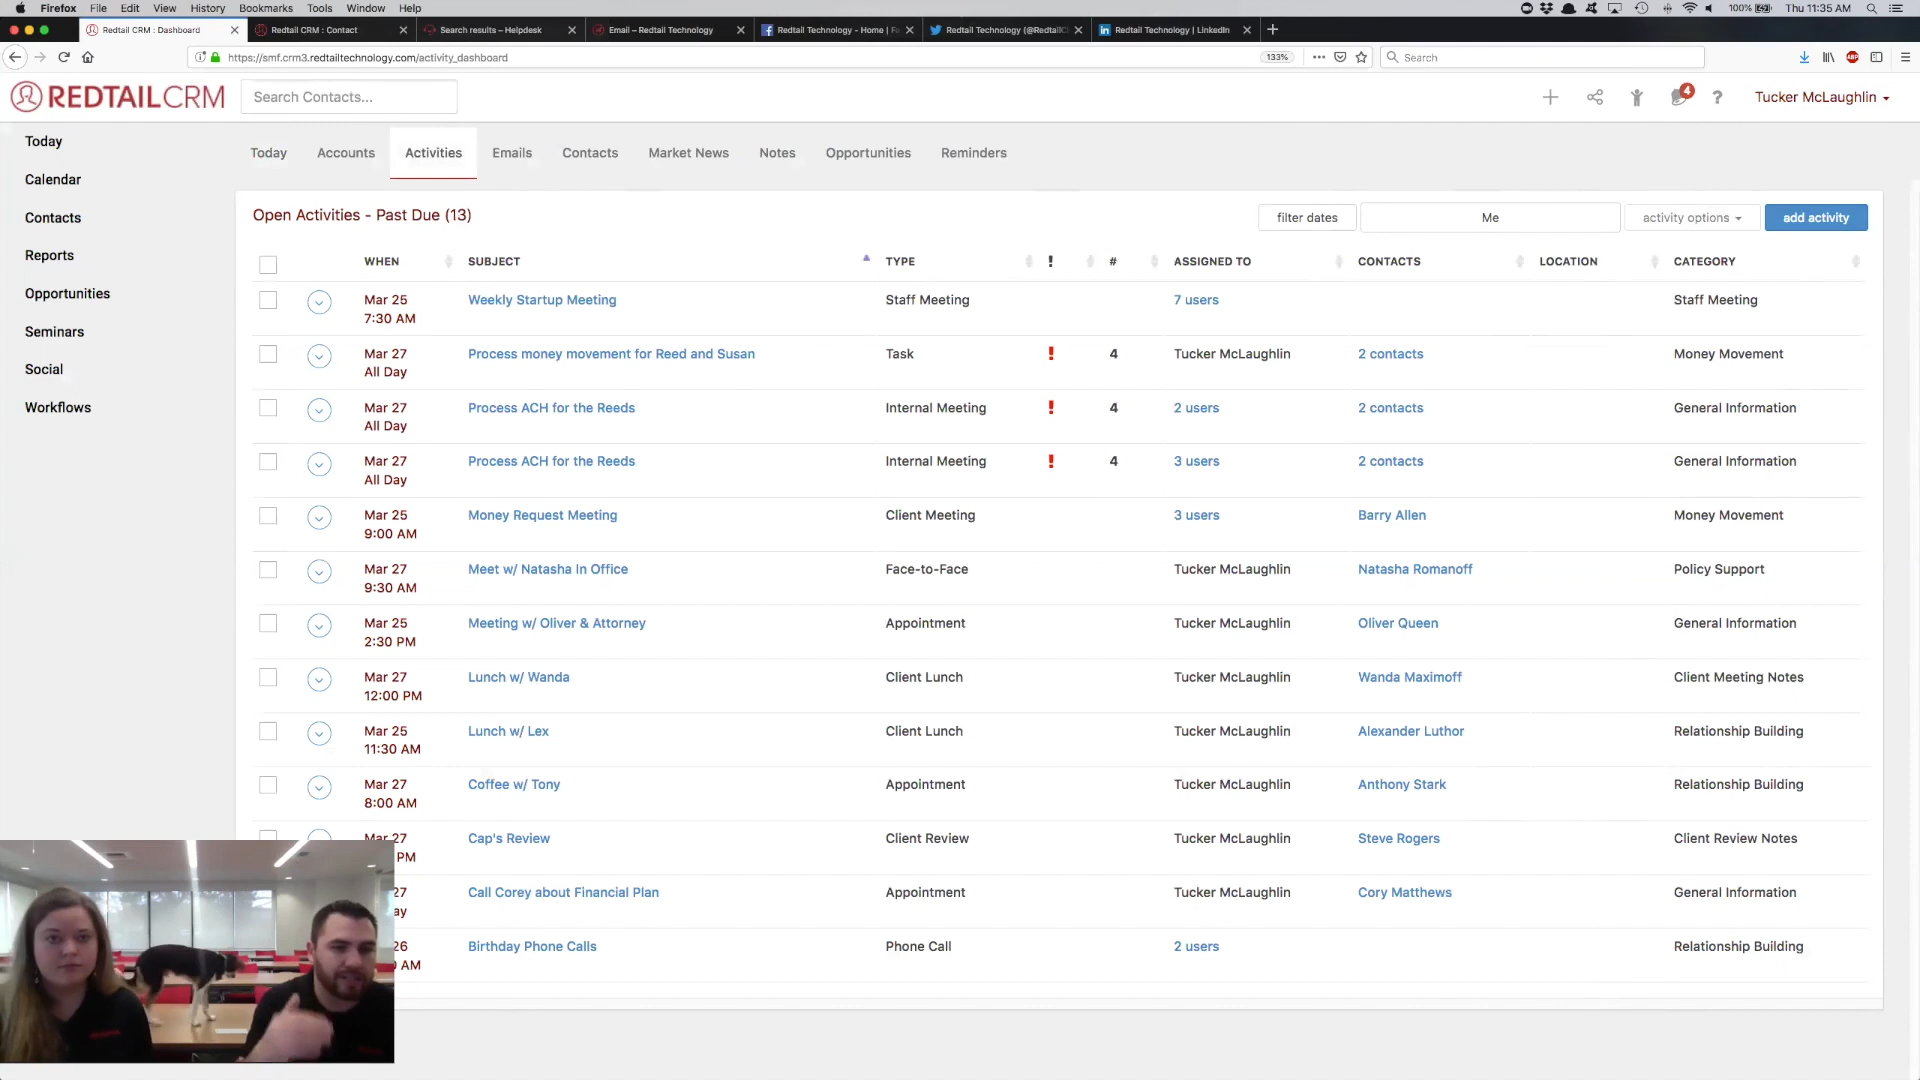 Firefox File Edit View History Bookmarks Tools Window Help 100% Thu 11:35 AM
Redtail CRM : Dashboard Redtail CRM : Contact Search results – Helpdesk Email – Redtail Technology Redtail Technology - Home | Redtail Technology (@Redtail Redtail Technology | LinkedIn
https://smf.crm3.redtailtechnology.com/activity_dashboard 133% Search
REDTAILCRM Search Contacts... 4 ? Tucker McLaughlin
Today
Calendar
Contacts
Reports
Opportunities
Seminars
Social
Workflows
Today Accounts Activities Emails Contacts Market News Notes Opportunities Reminders
Open Activities - Past Due (13) filter dates Me activity options add activity
WHEN SUBJECT TYPE ! # ASSIGNED TO CONTACTS LOCATION CATEGORY
Mar 25 Weekly Startup Meeting Staff Meeting 7 users Staff Meeting
7:30 AM
Mar 27 Process money movement for Reed and Susan Task ! 4 Tucker McLaughlin 2 contacts Money Movement
All Day
Mar 27 Process ACH for the Reeds Internal Meeting ! 4 2 users 2 contacts General Information
All Day
Mar 27 Process ACH for the Reeds Internal Meeting ! 4 3 users 2 contacts General Information
All Day
Mar 25 Money Request Meeting Client Meeting 3 users Barry Allen Money Movement
9:00 AM
Mar 27 Meet w/ Natasha In Office Face-to-Face Tucker McLaughlin Natasha Romanoff Policy Support
9:30 AM
Mar 25 Meeting w/ Oliver & Attorney Appointment Tucker McLaughlin Oliver Queen General Information
2:30 PM
Mar 27 Lunch w/ Wanda Client Lunch Tucker McLaughlin Wanda Maximoff Client Meeting Notes
12:00 PM
Mar 25 Lunch w/ Lex Client Lunch Tucker McLaughlin Alexander Luthor Relationship Building
11:30 AM
Mar 27 Coffee w/ Tony Appointment Tucker McLaughlin Anthony Stark Relationship Building
8:00 AM
Mar 27 Cap's Review Client Review Tucker McLaughlin Steve Rogers Client Review Notes
PM
27 Call Corey about Financial Plan Appointment Tucker McLaughlin Cory Matthews General Information
ay
26 Birthday Phone Calls Phone Call 2 users Relationship Building
AM